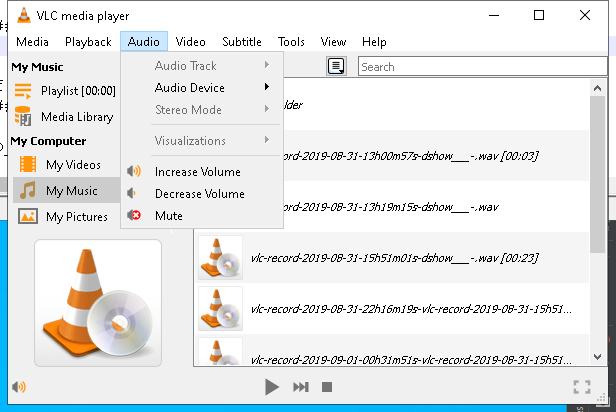 VLC media player
Media Playback Audio Video Subtitle Tools View Help
My Music
Playlist [00:00]
Media Library
My Computer
My Videos
My Music
My Pictures
Audio Track
Audio Device
Stereo Mode
Visualizations
Increase Volume
Decrease Volume
Mute
Search
lder
-record-2019-08-31-13h00m57s-dshow___-.wav [00:03]
-record-2019-08-31-13h19m15s-dshow___-.wav
vlc-record-2019-08-31-15h51m01s-dshow___-.wav [00:23]
vlc-record-2019-08-31-22h16m19s-vlc-record-2019-08-31-15h51...
vlc-record-2019-09-01-00h31m51s-vlc-record-2019-08-31-15h51...